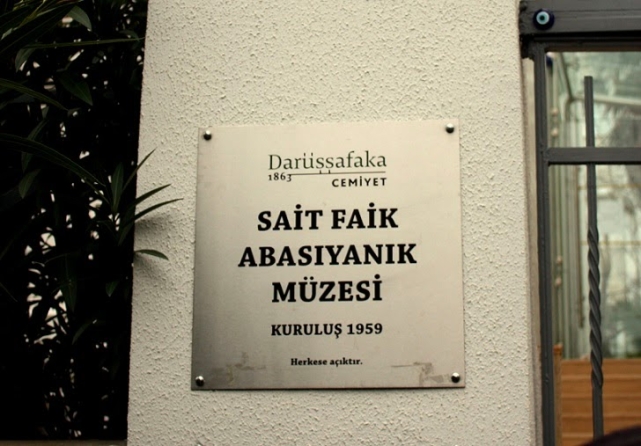 Darüşşafaka
1863
CEMİYET
SAİT FAİK
ABASIYANIK
MÜZESİ
KURULUŞ 1959
Herkese açıktır.